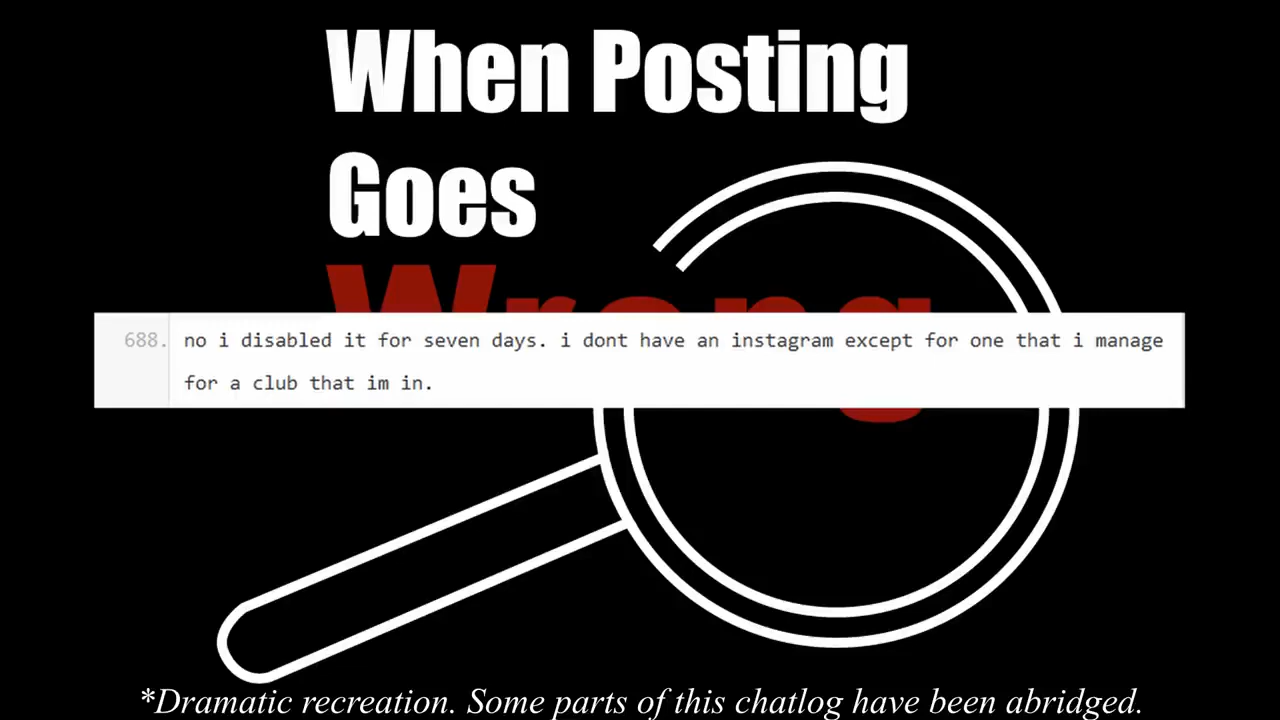 When Posting
Goes
Wrong
688. no i disabled it for seven days. i dont have an instagram except for one that i manage
for a club that im in.
*Dramatic recreation. Some parts of this chatlog have been abridged.